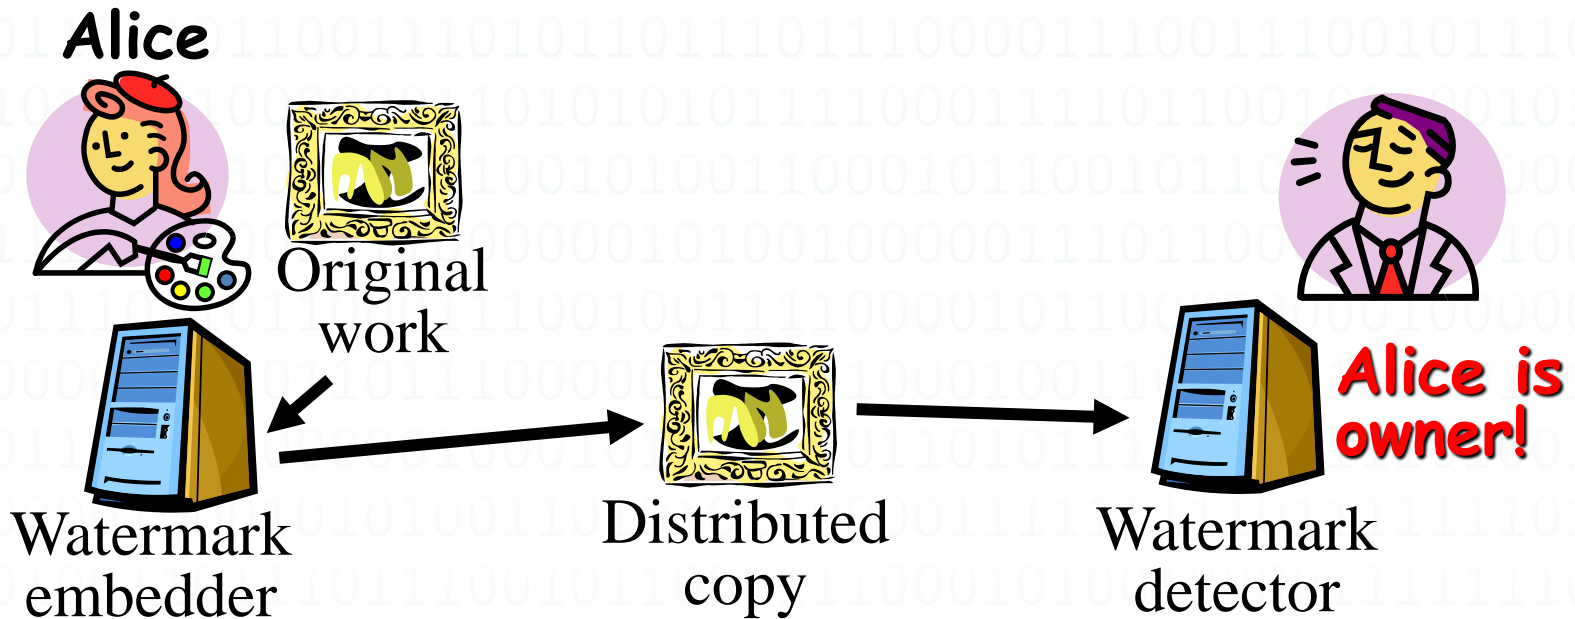 Alice
Original
work
Watermark
embedder
Distributed
copy
Watermark
detector
Alice is
owner!